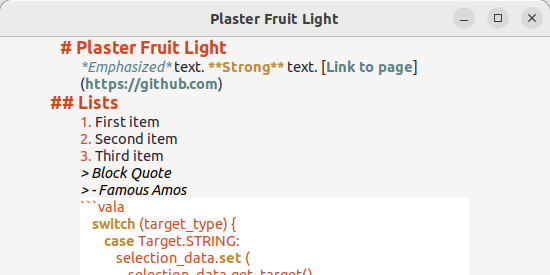 Plaster Fruit Light
# Plaster Fruit Light
*Emphasized* text. **Strong** text. [Link to page]
(https://github.com)
## Lists
1. First item
2. Second item
3. Third item
> Block Quote
> - Famous Amos
```vala
switch (target_type) {
case Target.STRING:
selection_data.set (
selection_data.get_target()